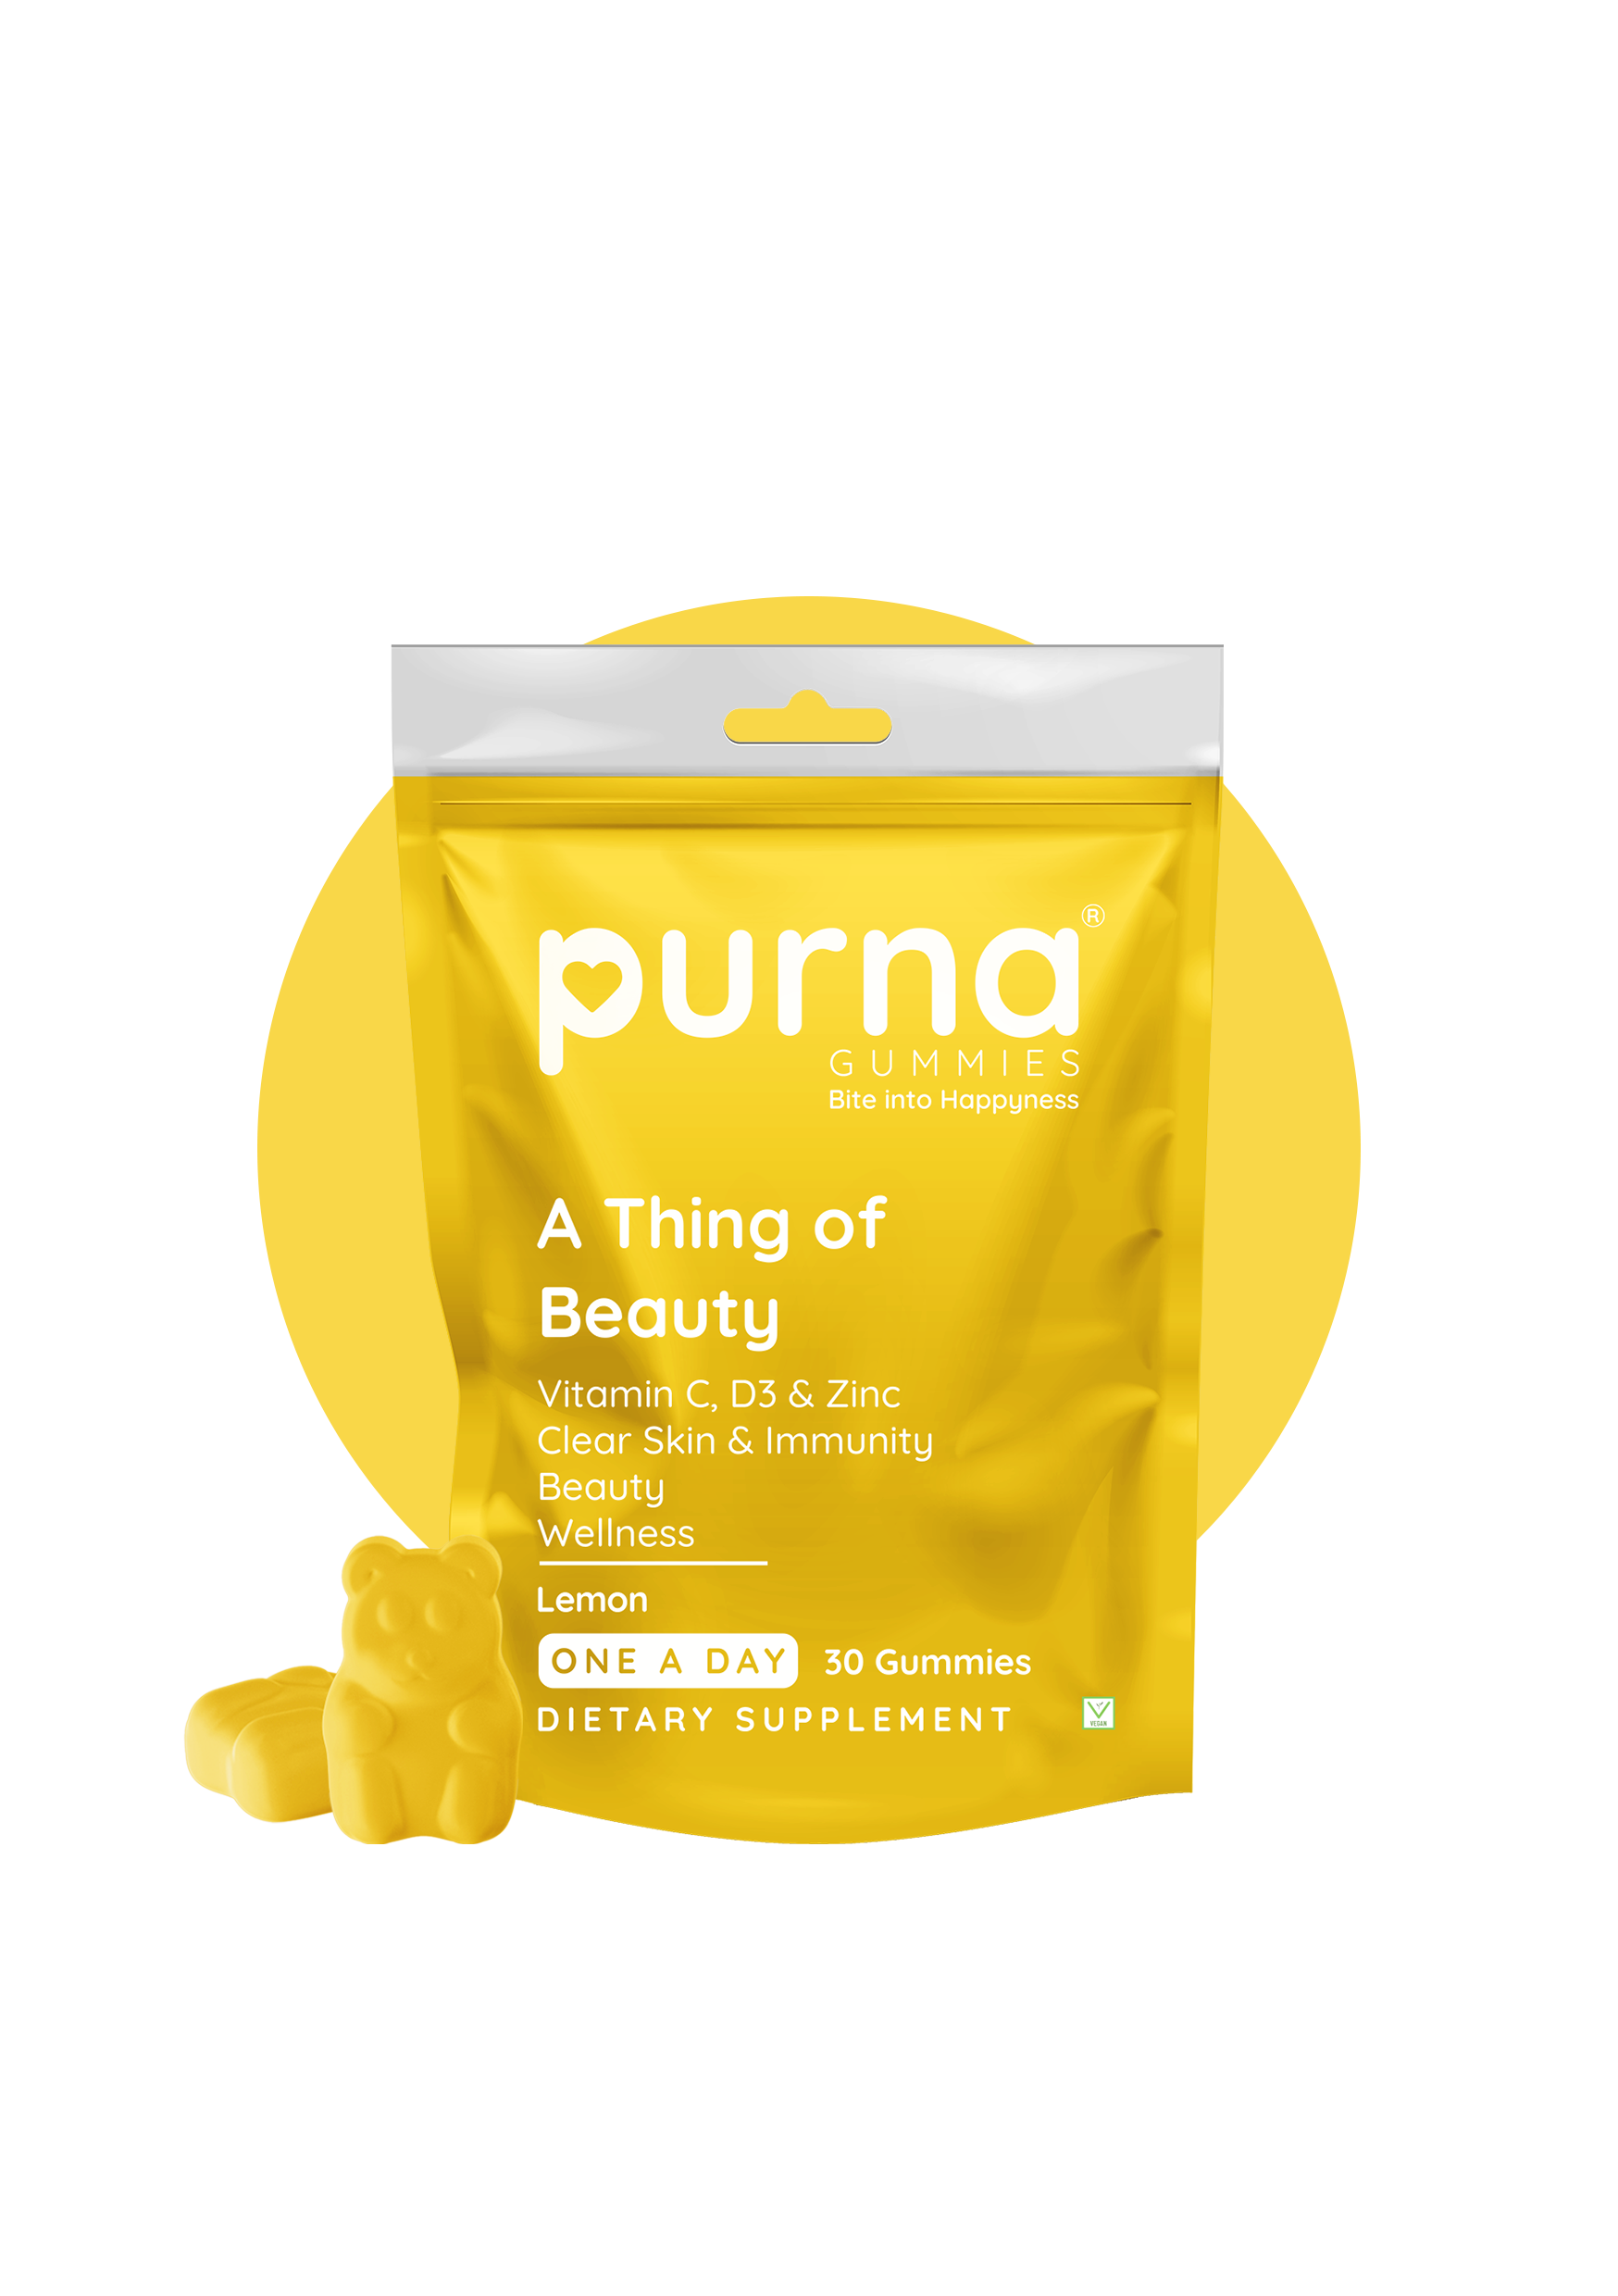 purna®
GUMMIES
Bite into Happyness
A Thing of
Beauty
Vitamin C, D3 & Zinc
Clear Skin & Immunity
Beauty
Wellness
Lemon
ONE A DAY 30 Gummies
DIETARY SUPPLEMENT
VEGAN